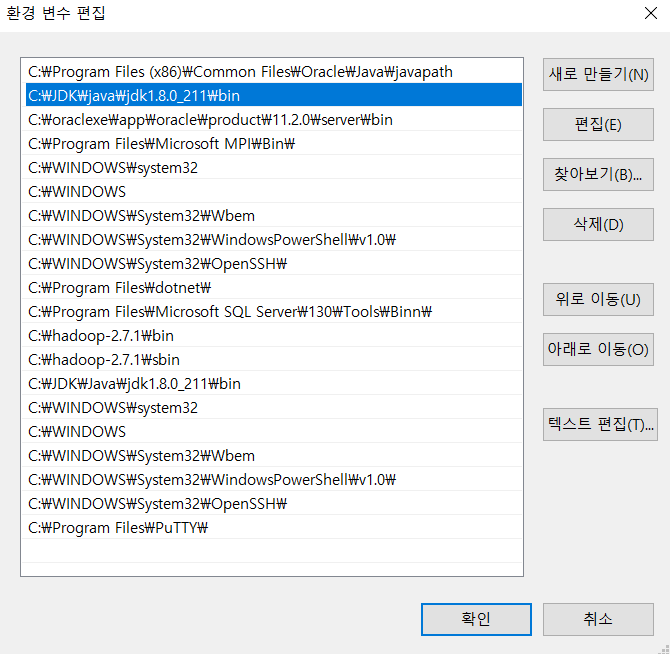 환경 변수 편집
C:₩Program Files (x86)₩Common Files₩Oracle₩Java₩javapath
C:₩JDK₩java₩jdk1.8.0_211₩bin
C:₩oraclexe₩app₩oracle₩product₩11.2.0₩server₩bin
C:₩Program Files₩Microsoft MPI₩Bin₩
C:₩WINDOWS₩system32
C:₩WINDOWS
C:₩WINDOWS₩System32₩Wbem
C:₩WINDOWS₩System32₩WindowsPowerShell₩v1.0₩
C:₩WINDOWS₩System32₩OpenSSH₩
C:₩Program Files₩dotnet₩
C:₩Program Files₩Microsoft SQL Server₩130₩Tools₩Binn₩
C:₩hadoop-2.7.1₩bin
C:₩hadoop-2.7.1₩sbin
C:₩JDK₩Java₩jdk1.8.0_211₩bin
C:₩WINDOWS₩system32
C:₩WINDOWS
C:₩WINDOWS₩System32₩Wbem
C:₩WINDOWS₩System32₩WindowsPowerShell₩v1.0₩
C:₩WINDOWS₩System32₩OpenSSH₩
C:₩Program Files₩PuTTY₩
새로 만들기(N)
편집(E)
찾아보기(B)...
삭제(D)
위로 이동(U)
아래로 이동(O)
텍스트 편집(T)...
확인
취소